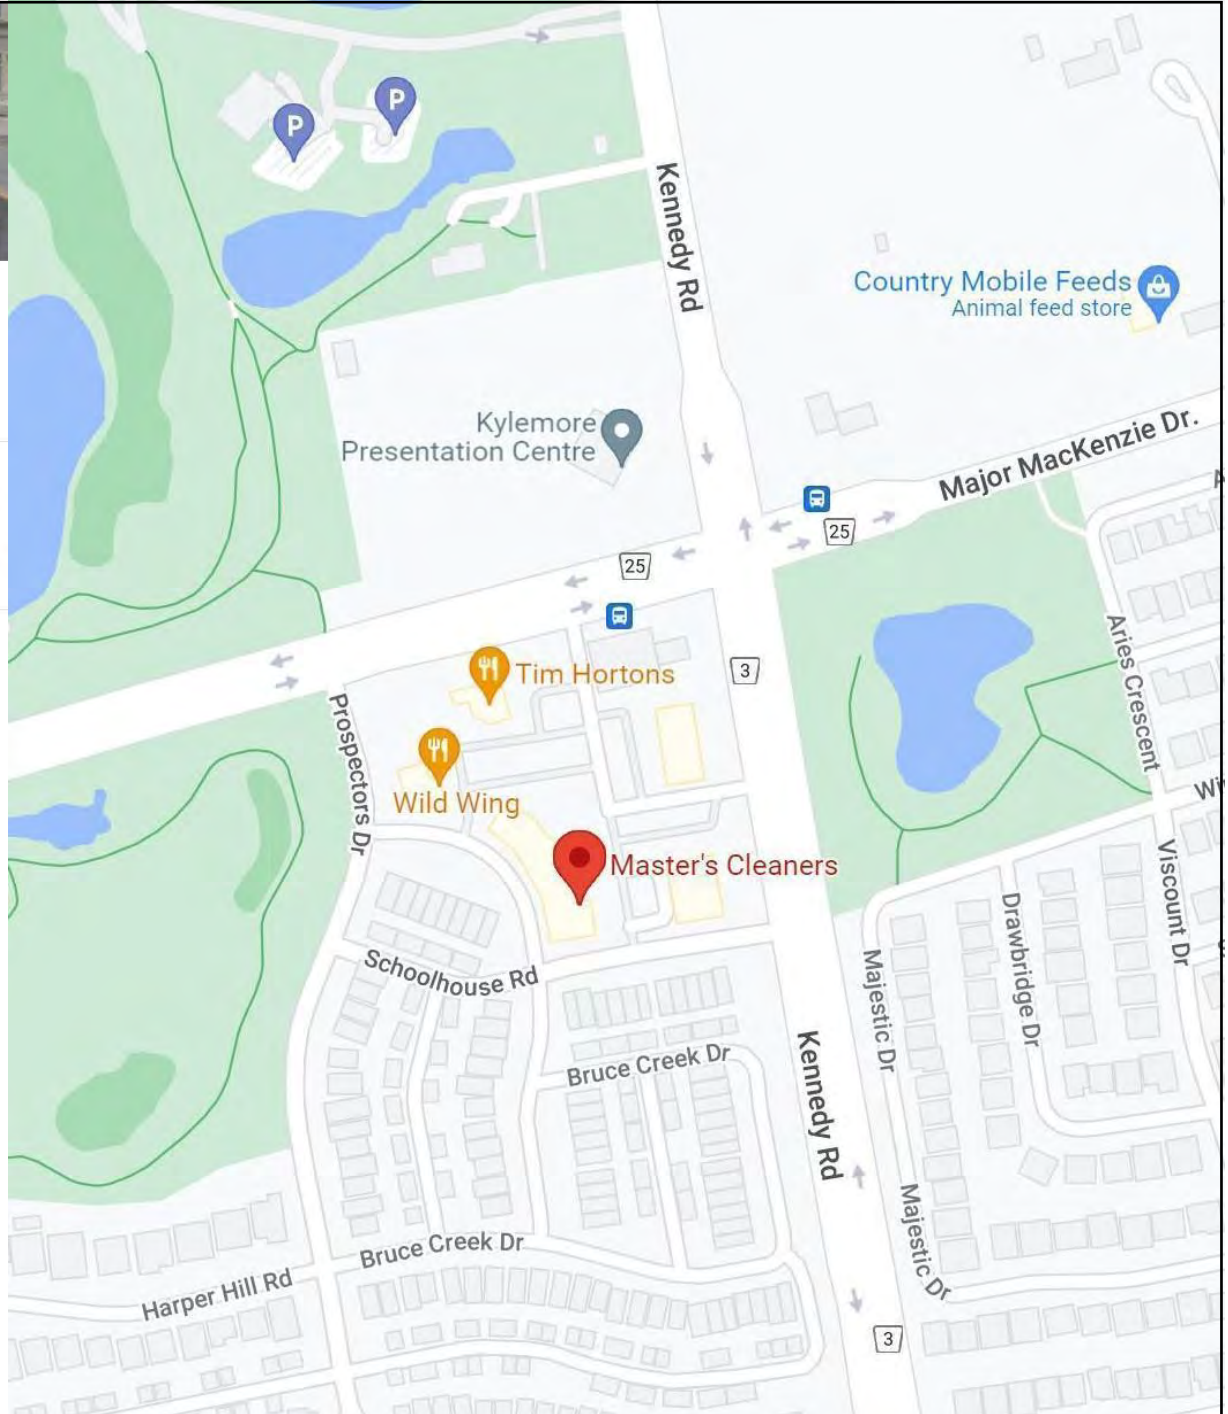 P
P
Kennedy Rd
Country Mobile Feeds
Animal feed store
Kylemore
Presentation Centre
Major MacKenzie Dr.
25
25
Tim Hortons
3
Aries Crescent
Prospectors Dr
Wild Wing
Master's Cleaners
Viscount Dr
Drawbridge Dr
Schoolhouse Rd
Majestic Dr
Bruce Creek Dr
Kennedy Rd
Majestic Dr
Bruce Creek Dr
Harper Hill Rd
3